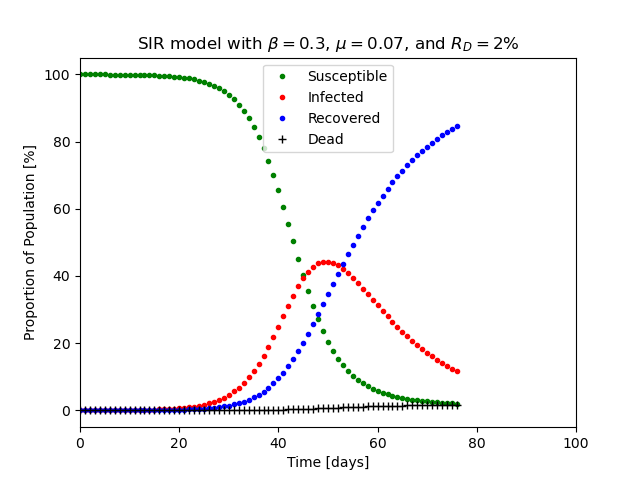 SIR model with β = 0.3, μ = 0.07, and R_D = 2%
100
80
60
40
20
0
Proportion of Population [%]
Susceptible
Infected
Recovered
Dead
0 20 40 60 80 100
Time [days]